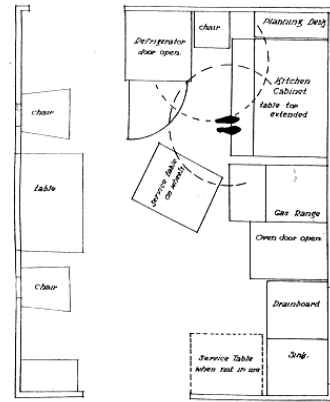 Refrigerator
door open.
chair
Planning Desk
Kitchen
Cabinet
table top
extended
chair
table
Service table
on wheels
Gas Range
Oven door open.
chair
Drainboard
Service Table
when not in use
Sink.